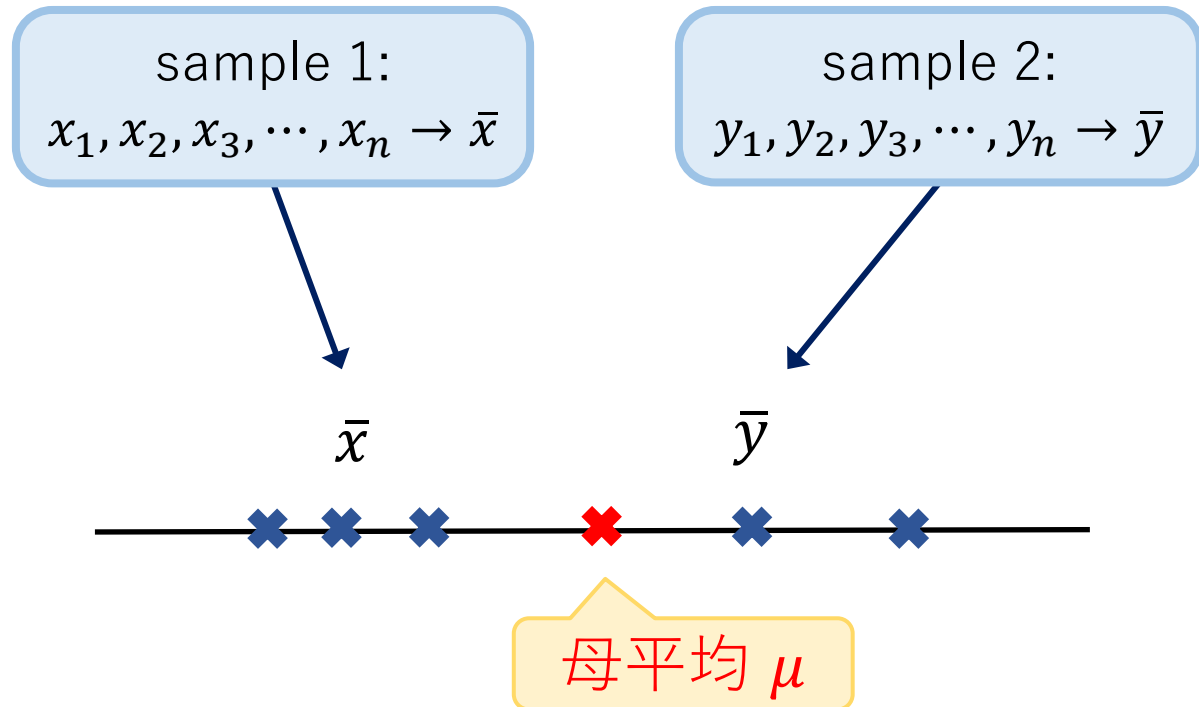 sample 1:
x₁, x₂, x₃, ⋯, xₙ → x̄
sample 2:
y₁, y₂, y₃, ⋯, yₙ → ȳ
x̄
ȳ
母平均 μ